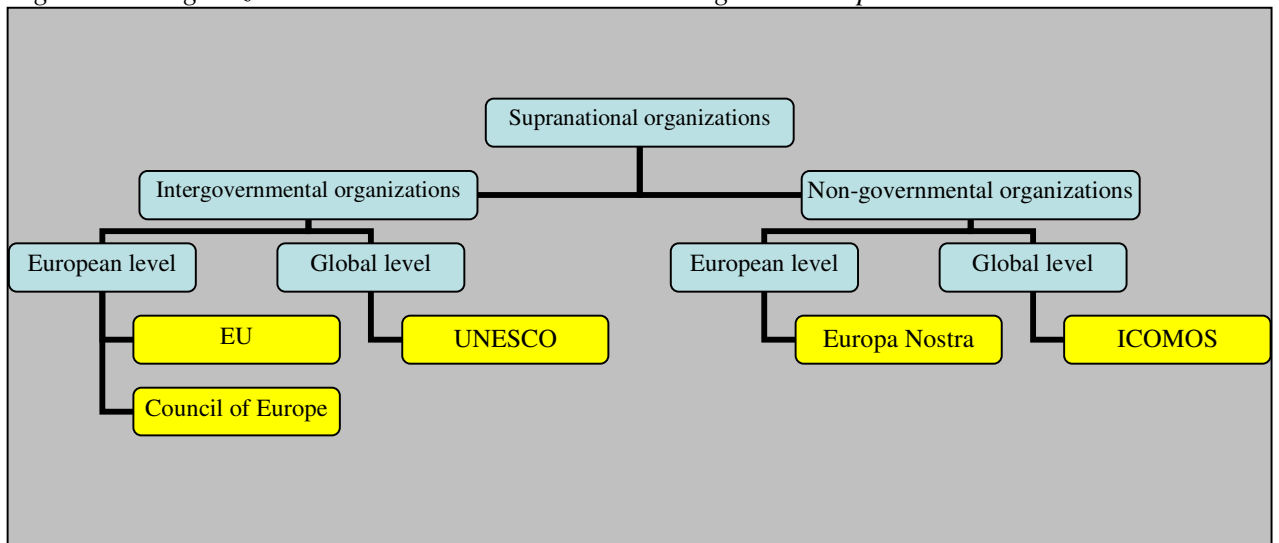 Supranational organizations
Intergovernmental organizations
Non-governmental organizations
European level
Global level
European level
Global level
EU
UNESCO
Europa Nostra
ICOMOS
Council of Europe